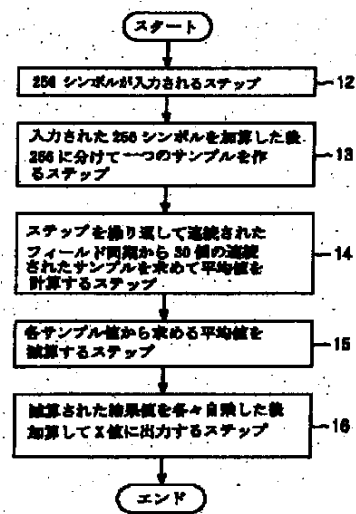 スタート
256 シンボルが入力されるステップ
12
入力された 256 シンボルを加算した後
256 に分けて一つのサンプルを作
るステップ
13
ステップを繰り返して連続された
フィールド同期から 30 個の連続
されたサンプルを求めて平均値を
計算するステップ
14
各サンプル値から求める平均値を
減算するステップ
15
減算された結果値を各々自乗した後
加算して X 値に出力するステップ
16
エンド